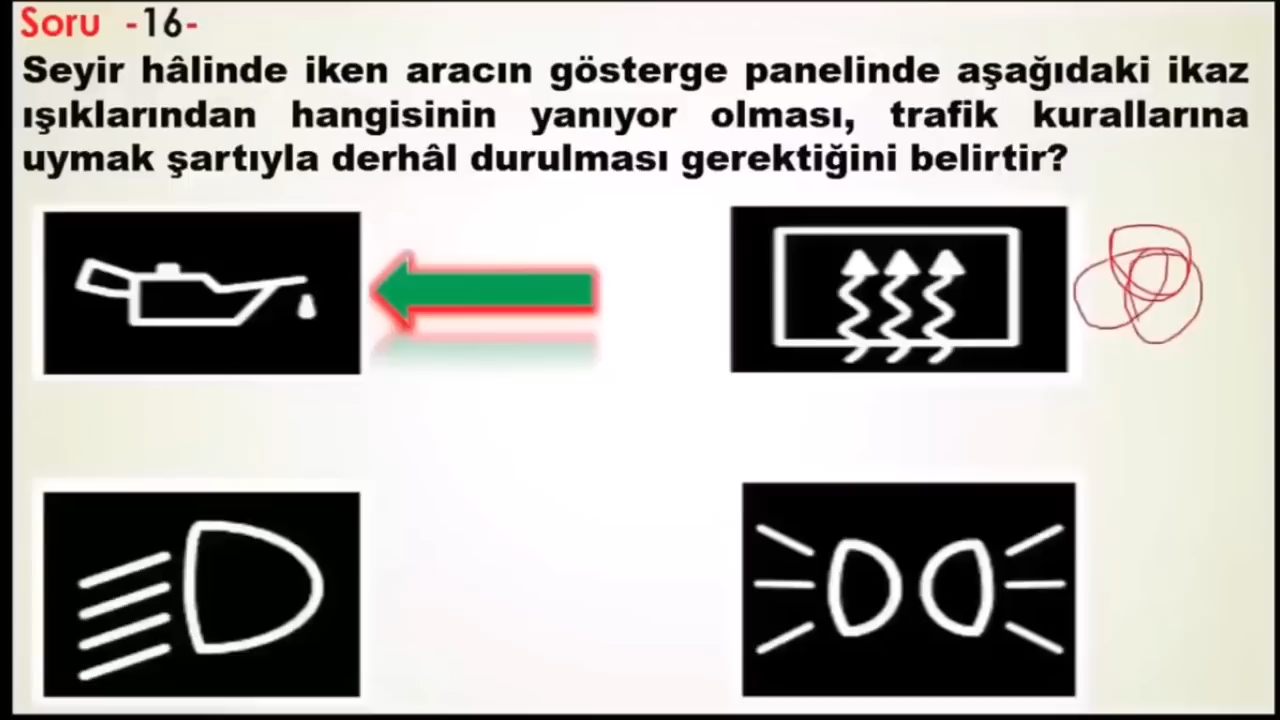 Soru -16-
Seyir hâlinde iken aracın gösterge panelinde aşağıdaki ikaz
ışıklarından hangisinin yanıyor olması, trafik kurallarına
uymak şartıyla derhâl durulması gerektiğini belirtir?